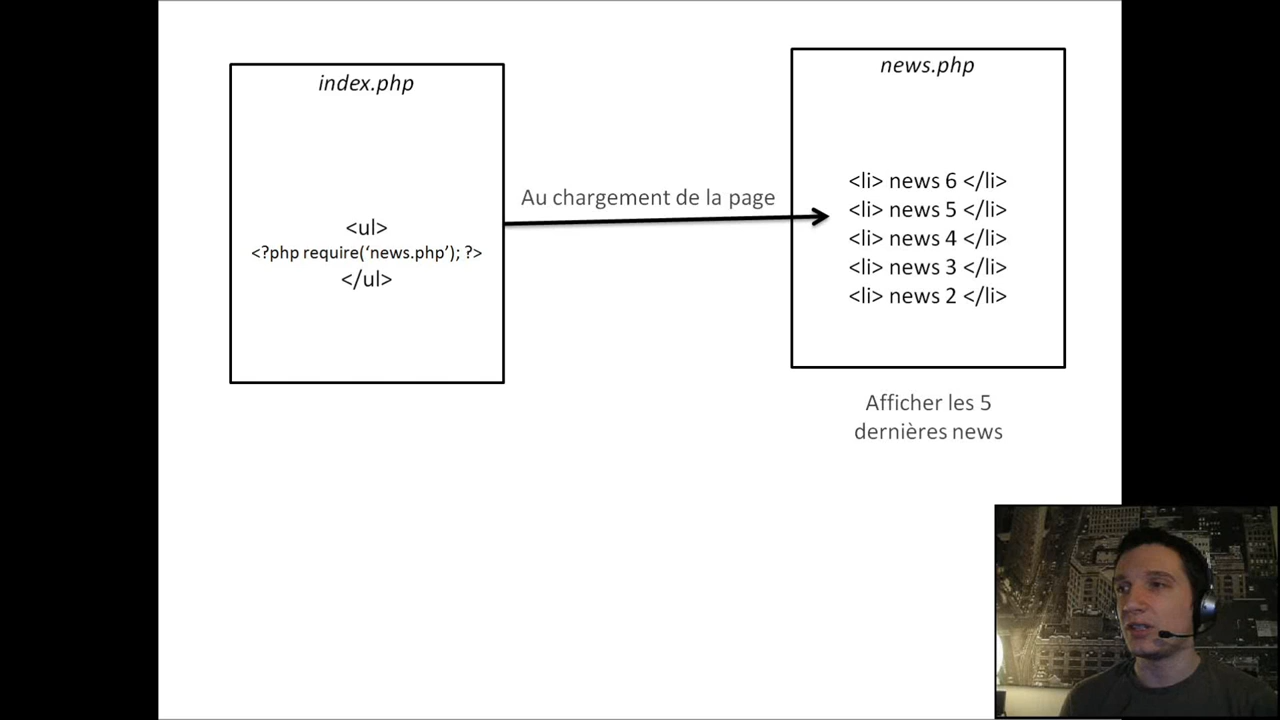 index.php
<ul>
<?php require(‘news.php’); ?>
</ul>
Au chargement de la page
news.php
<li> news 6 </li>
<li> news 5 </li>
<li> news 4 </li>
<li> news 3 </li>
<li> news 2 </li>
Afficher les 5
dernières news